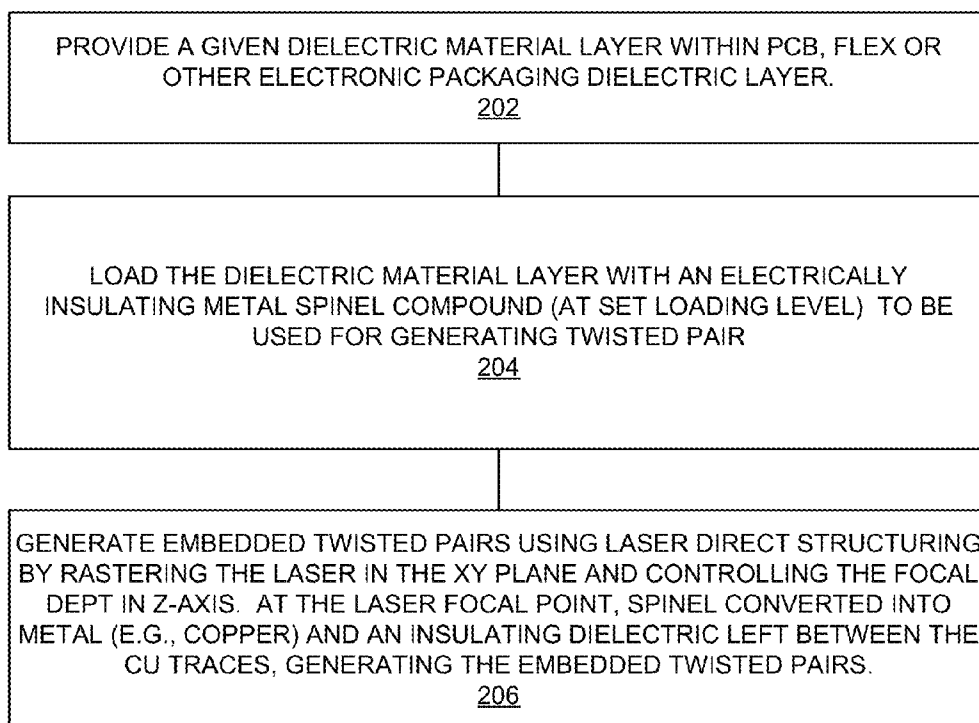 PROVIDE A GIVEN DIELECTRIC MATERIAL LAYER WITHIN PCB, FLEX OR
OTHER ELECTRONIC PACKAGING DIELECTRIC LAYER.
202
LOAD THE DIELECTRIC MATERIAL LAYER WITH AN ELECTRICALLY
INSULATING METAL SPINEL COMPOUND (AT SET LOADING LEVEL) TO BE
USED FOR GENERATING TWISTED PAIR
204
GENERATE EMBEDDED TWISTED PAIRS USING LASER DIRECT STRUCTURING
BY RASTERING THE LASER IN THE XY PLANE AND CONTROLLING THE FOCAL
DEPT IN Z-AXIS. AT THE LASER FOCAL POINT, SPINEL CONVERTED INTO
METAL (E.G., COPPER) AND AN INSULATING DIELECTRIC LEFT BETWEEN THE
CU TRACES, GENERATING THE EMBEDDED TWISTED PAIRS.
206